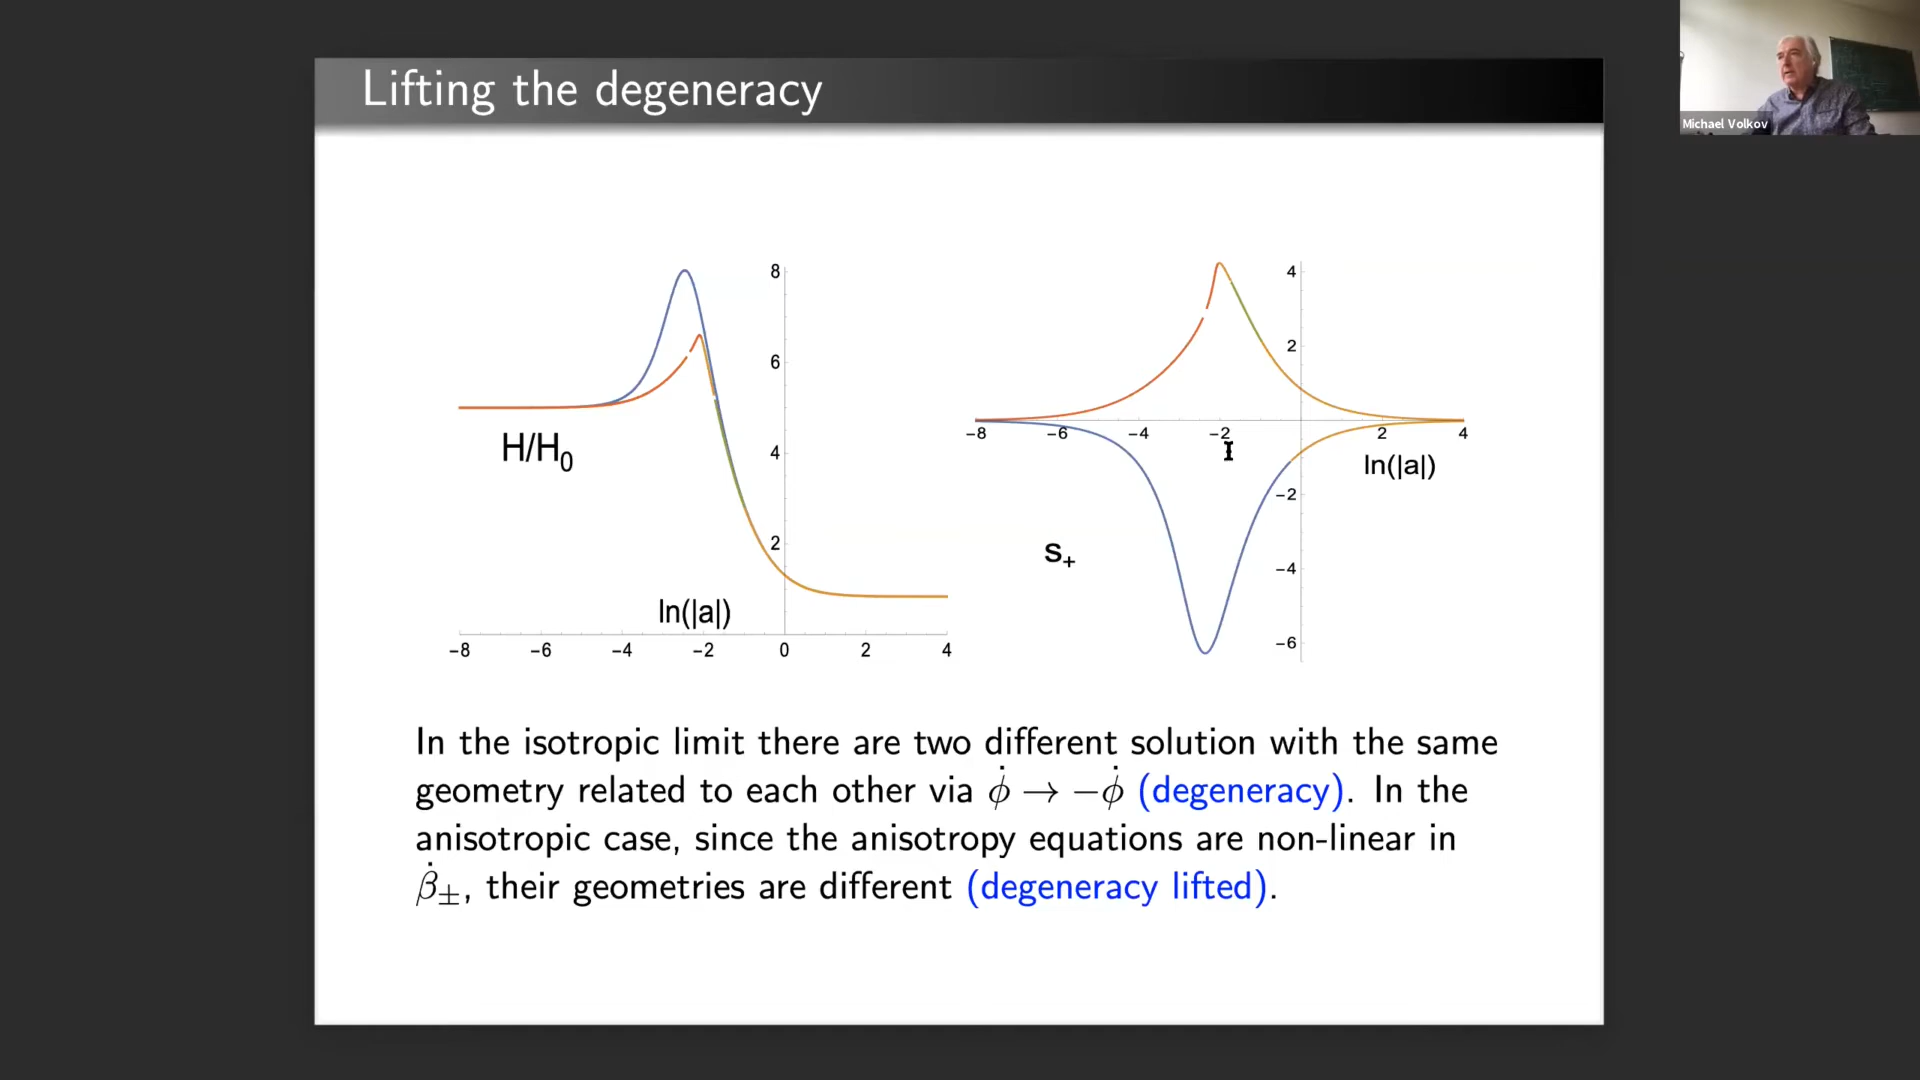 Lifting the degeneracy
Michael Volkov
8
6
4
2
H/H₀
ln(|a|)
−8 −6 −4 −2 0 2 4
4
2
−8 −6 −4 −2 2 4
ln(|a|)
−2
S₊
−4
−6
In the isotropic limit there are two different solution with the same
geometry related to each other via ϕ̇ → −ϕ̇ (degeneracy). In the
anisotropic case, since the anisotropy equations are non-linear in
β̇±, their geometries are different (degeneracy lifted).